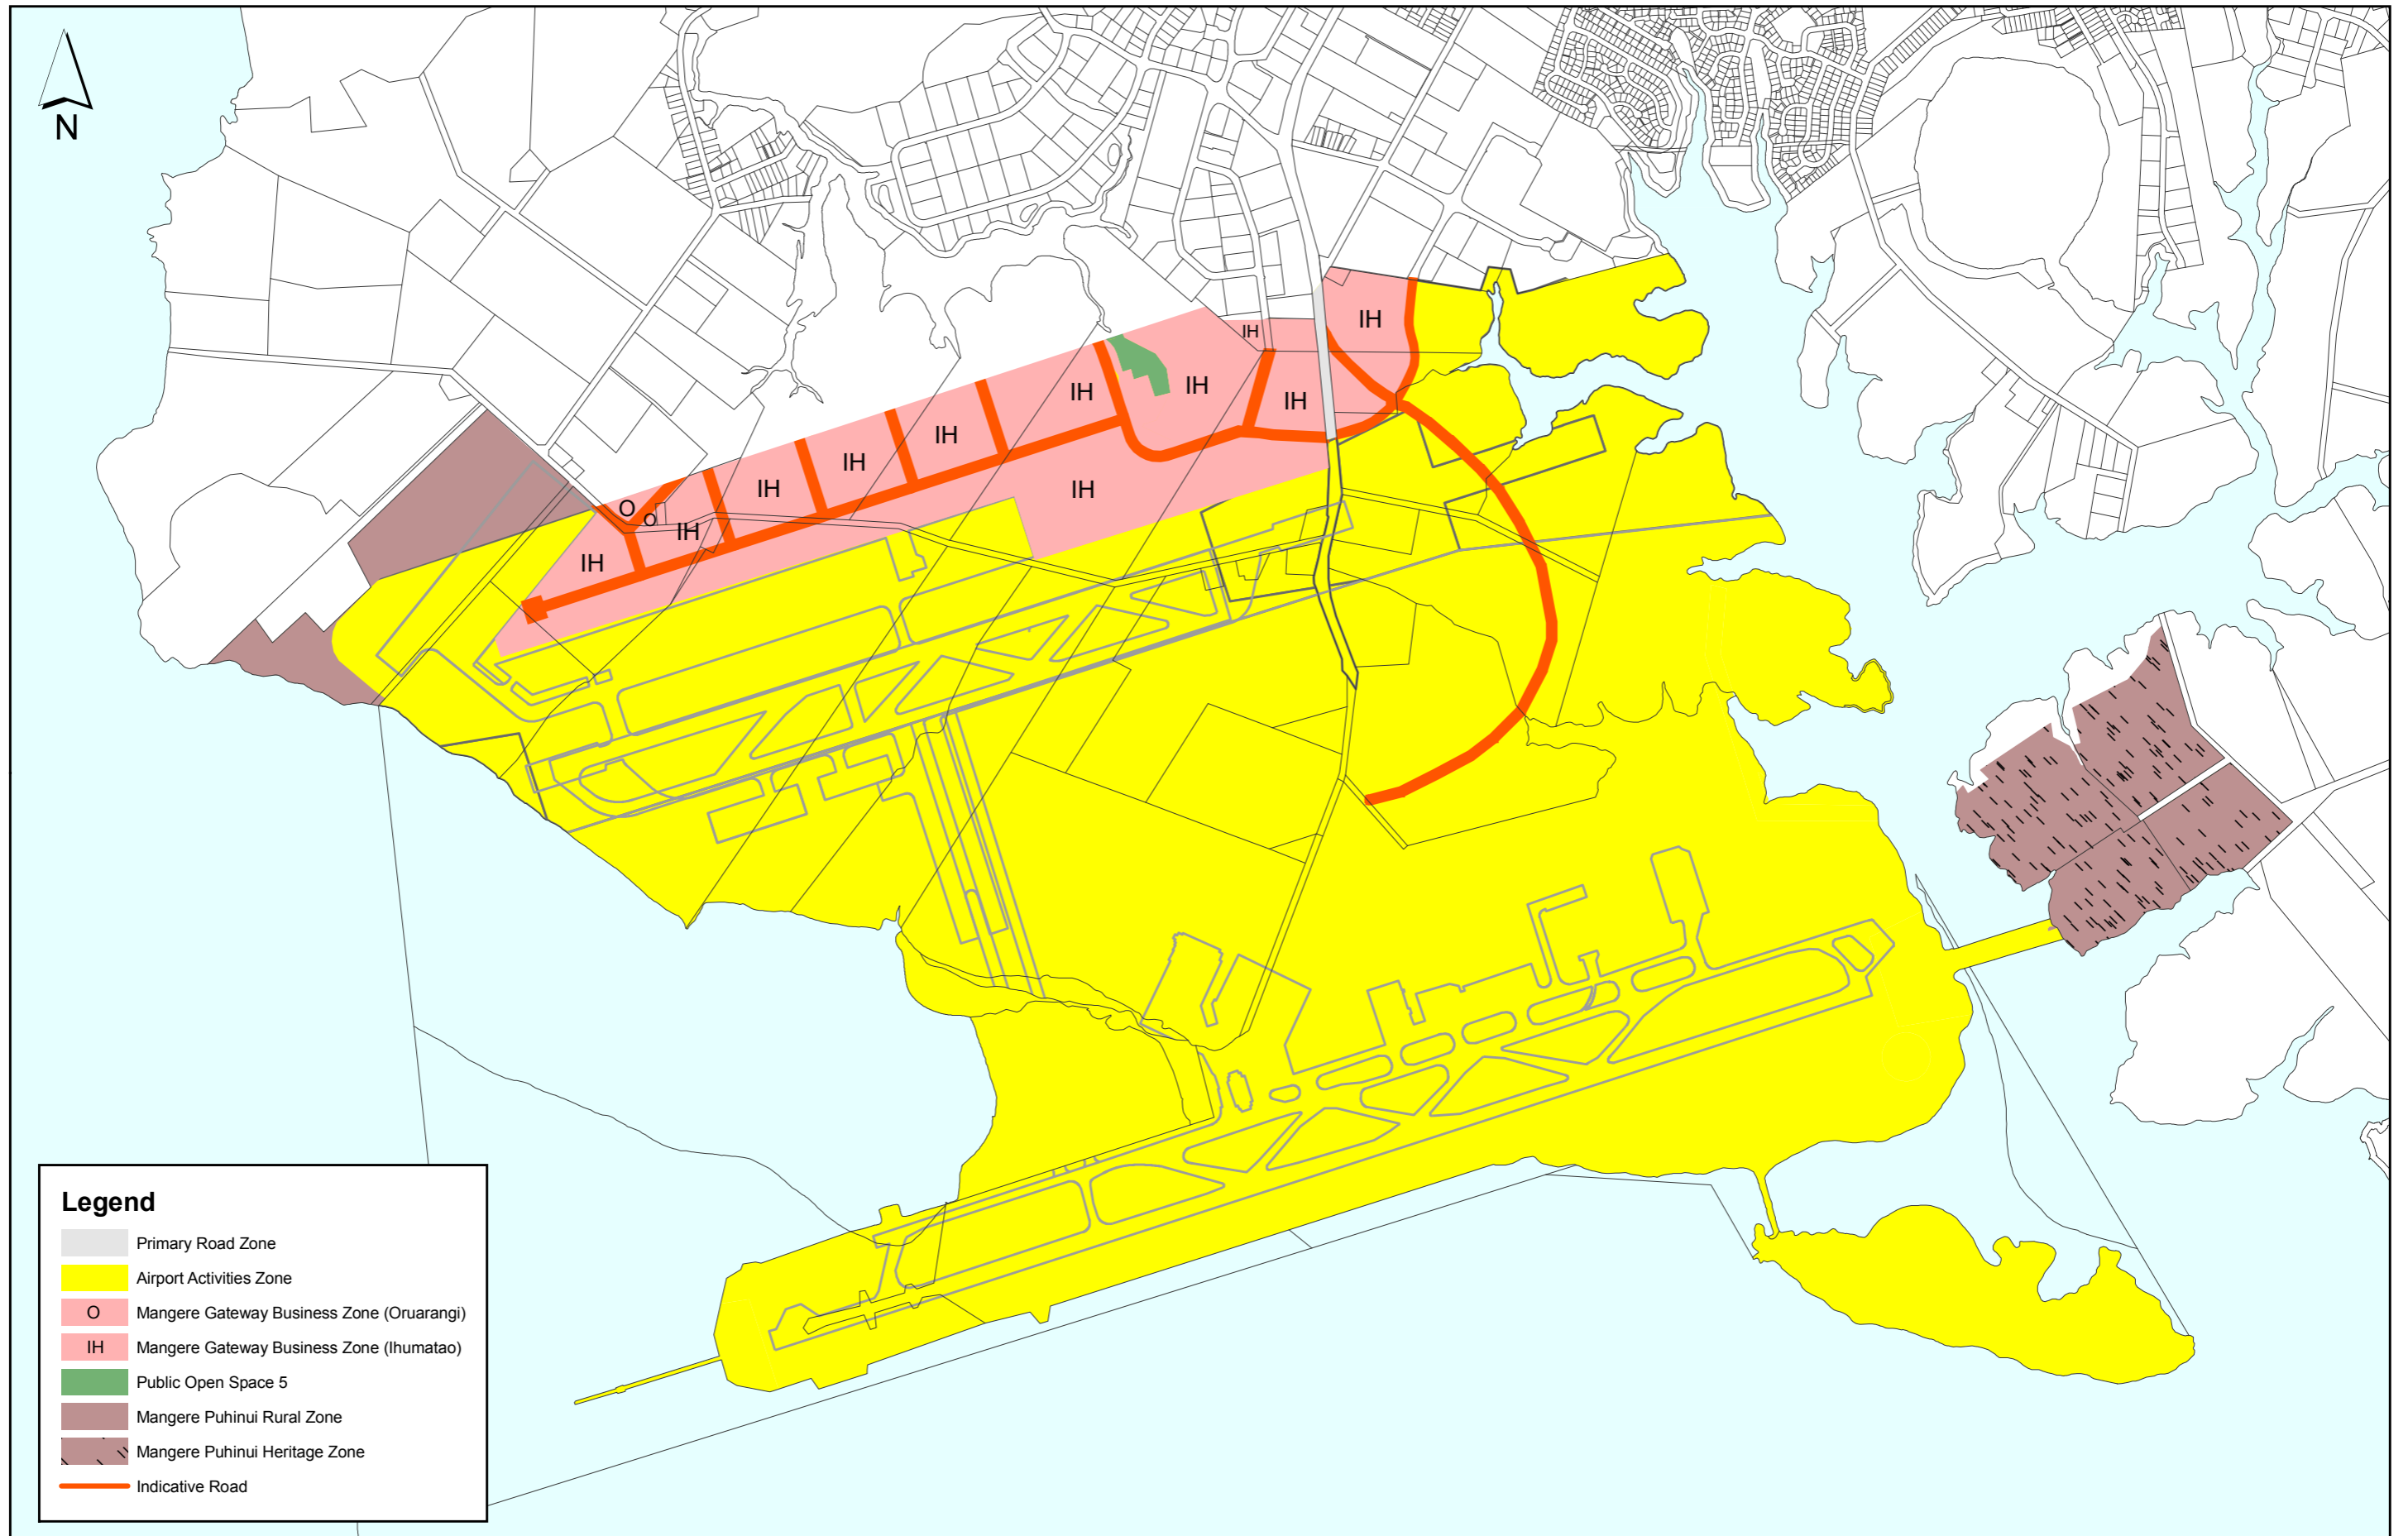 N
IH
IH
IH
IH
IH
IH
IH
IH
IH
O
O
IH
IH
Legend
Primary Road Zone
Airport Activities Zone
O Mangere Gateway Business Zone (Oruarangi)
IH Mangere Gateway Business Zone (Ihumatao)
Public Open Space 5
Mangere Puhinui Rural Zone
Mangere Puhinui Heritage Zone
Indicative Road